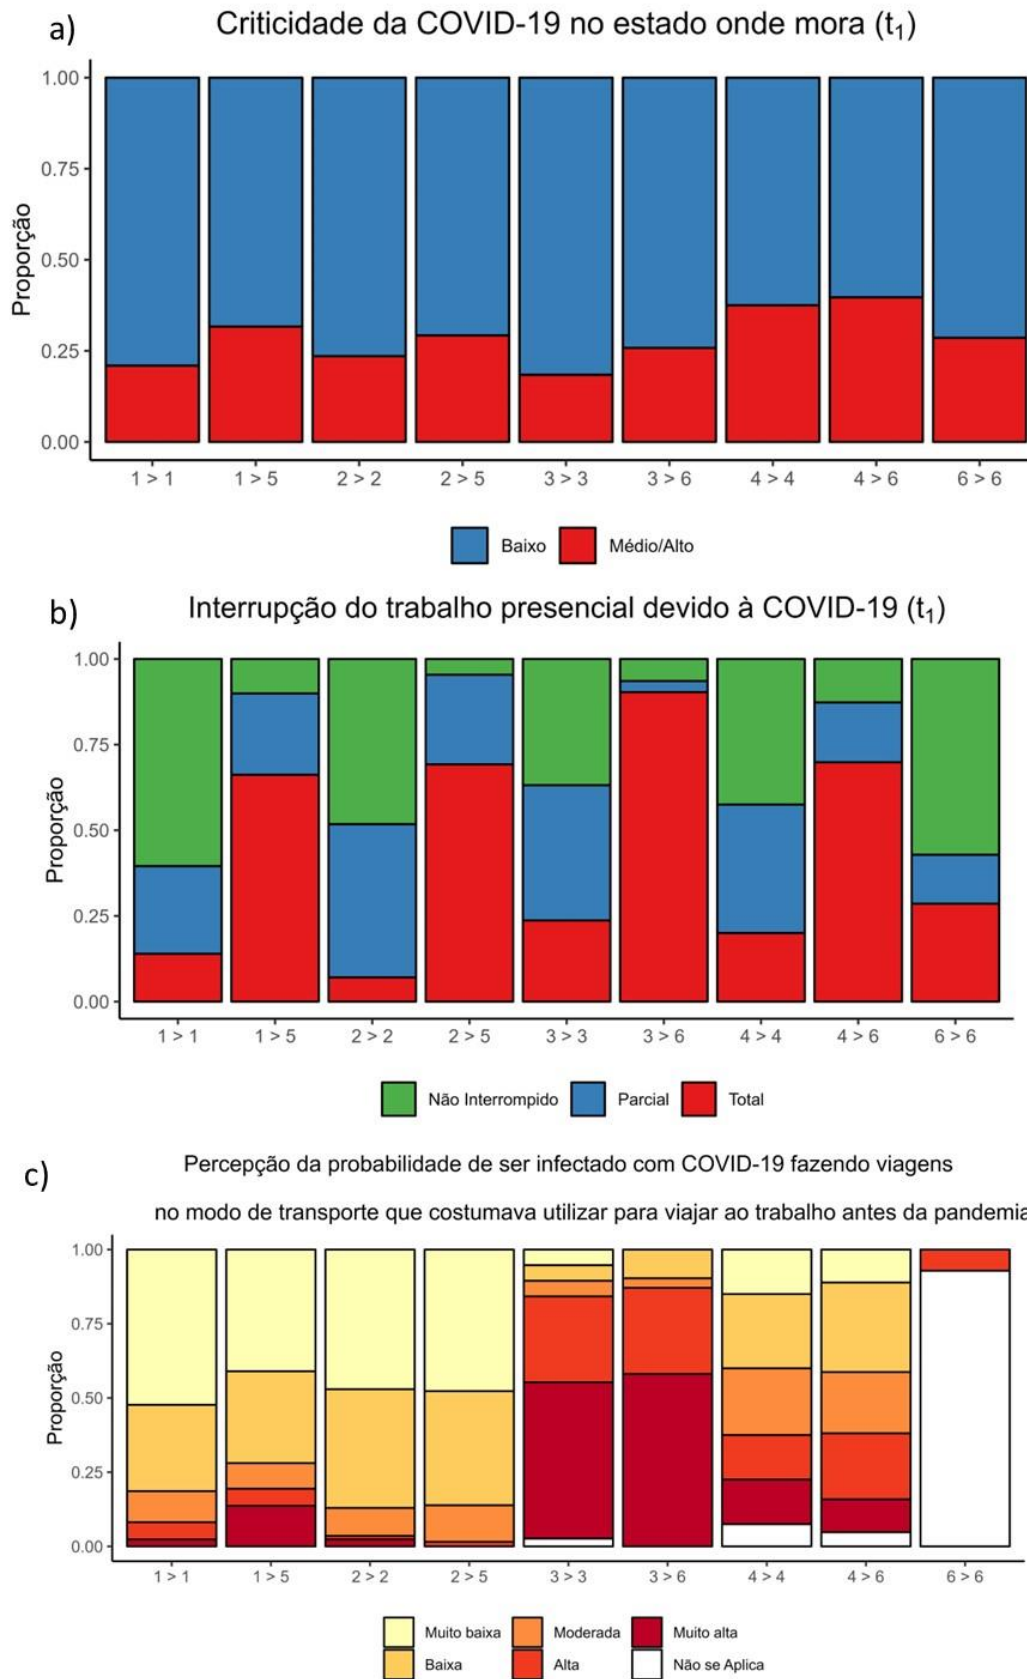 a)
Criticidade da COVID-19 no estado onde mora (t₁)
Proporção
1.00
0.75
0.50
0.25
0.00
1 > 1 1 > 5 2 > 2 2 > 5 3 > 3 3 > 6 4 > 4 4 > 6 6 > 6
Baixo Médio/Alto
b)
Interrupção do trabalho presencial devido à COVID-19 (t₁)
Proporção
1.00
0.75
0.50
0.25
0.00
1 > 1 1 > 5 2 > 2 2 > 5 3 > 3 3 > 6 4 > 4 4 > 6 6 > 6
Não Interrompido Parcial Total
c)
Percepção da probabilidade de ser infectado com COVID-19 fazendo viagens
no modo de transporte que costumava utilizar para viajar ao trabalho antes da pandemia
Proporção
1.00
0.75
0.50
0.25
0.00
1 > 1 1 > 5 2 > 2 2 > 5 3 > 3 3 > 6 4 > 4 4 > 6 6 > 6
Muito baixa Moderada Muito alta
Baixa Alta Não se Aplica